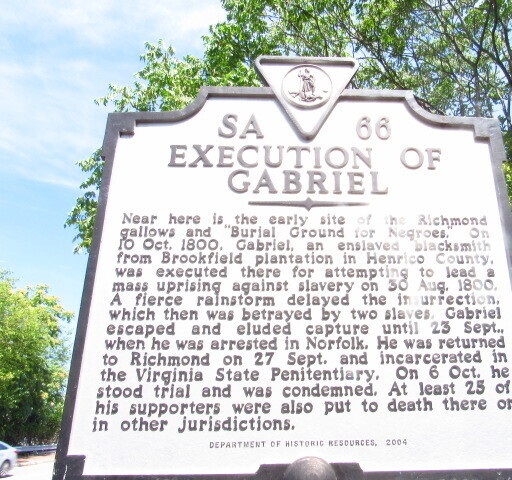 SA 66
EXECUTION OF
GABRIEL
Near here is the early site of the Richmond
gallows and "Burial Ground for Negroes." On
10 Oct. 1800, Gabriel, an enslaved blacksmith
from Brookfield plantation in Henrico County,
was executed there for attempting to lead a
mass uprising against slavery on 30 Aug. 1800.
A fierce rainstorm delayed the insurrection,
which then was betrayed by two slaves. Gabriel
escaped and eluded capture until 23 Sept.,
when he was arrested in Norfolk. He was returned
to Richmond on 27 Sept. and incarcerated in
the Virginia State Penitentiary. On 6 Oct. he
stood trial and was condemned. At least 25 of
his supporters were also put to death there or
in other jurisdictions.
DEPARTMENT OF HISTORIC RESOURCES, 2004